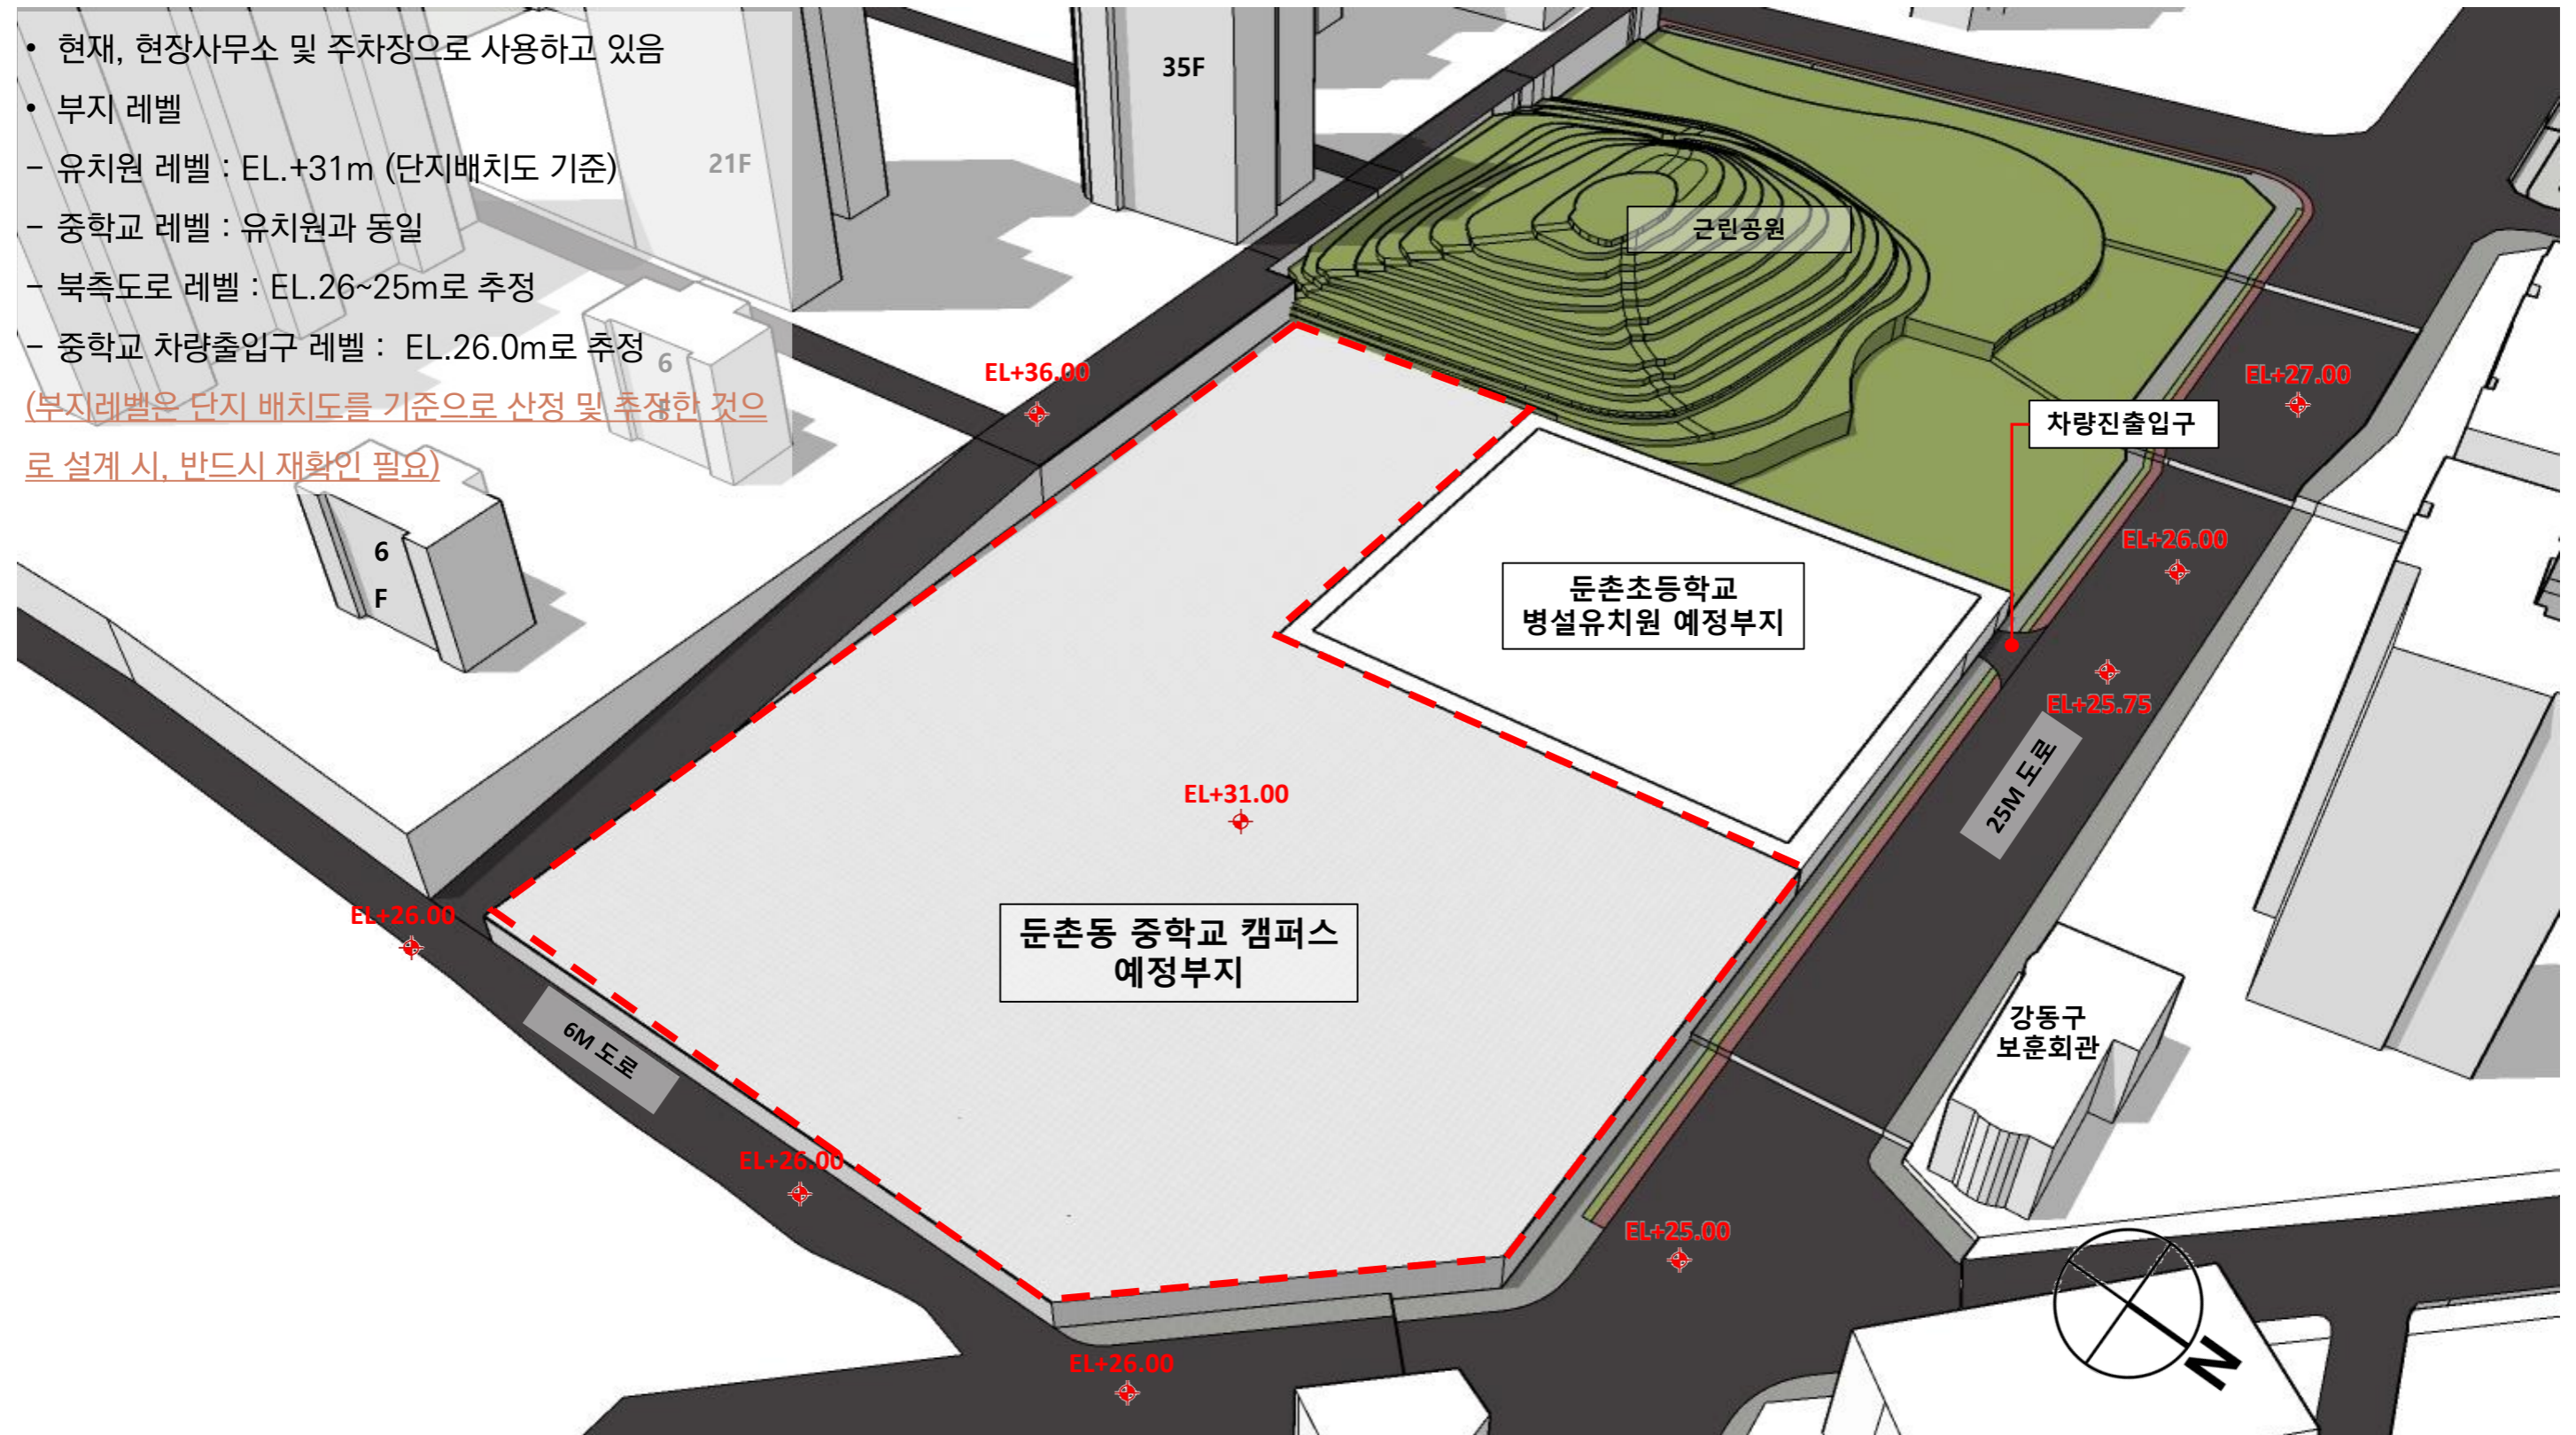 • 현재, 현장사무소 및 주차장으로 사용하고 있음
• 부지 레벨
– 유치원 레벨 : EL.+31m (단지배치도 기준)
– 중학교 레벨 : 유치원과 동일
– 북측도로 레벨 : EL.26~25m로 추정
– 중학교 차량출입구 레벨 : EL.26.0m로 추정
(부지레벨은 단지 배치도를 기준으로 산정 및 추정한 것으
로 설계 시, 반드시 재확인 필요)
35F
21F
6
F
6
F
근린공원
EL+36.00
EL+27.00
차량진출입구
EL+26.00
둔촌초등학교
병설유치원 예정부지
EL+25.75
25M 도로
EL+31.00
둔촌동 중학교 캠퍼스
예정부지
EL+26.00
6M 도로
강동구
보훈회관
EL+26.00
EL+25.00
EL+26.00
N